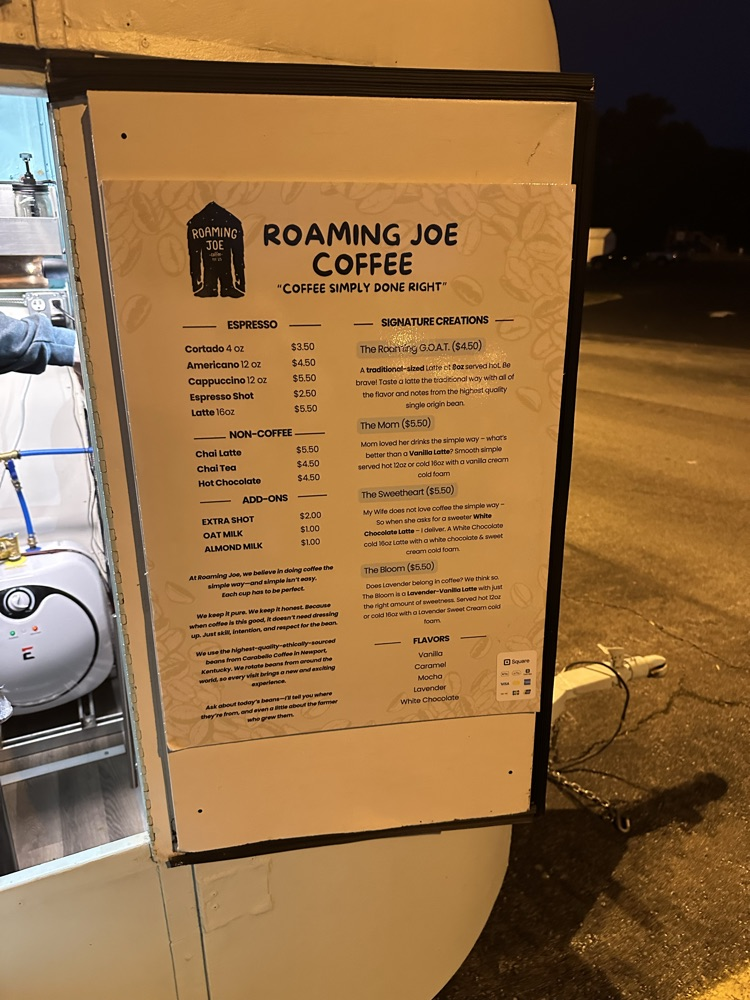 ROAMING
JOE
ROAMING JOE
COFFEE
"COFFEE SIMPLY DONE RIGHT"
ESPRESSO
Cortado 4 oz $3.50
Americano 12 oz $4.50
Cappuccino 12 oz $5.50
Espresso Shot $2.50
Latte 16oz $5.50
NON-COFFEE
Chai Latte $5.50
Chai Tea $4.50
Hot Chocolate $4.50
ADD-ONS
EXTRA SHOT $2.00
OAT MILK $1.00
ALMOND MILK $1.00
At Roaming Joe, we believe in doing coffee the
simple way—and simple isn't easy.
Each cup has to be perfect.
We keep it pure. We keep it honest. Because
when coffee is this good, it doesn't need dressing
up. Just skill, intention, and respect for the bean.
We use the highest-quality-ethically-sourced
beans from Carabello Coffee in Newport,
Kentucky. We rotate beans from around the
world, so every visit brings a new and exciting
experience.
Ask about today's beans—I'll tell you where
they're from, and even a little about the farmer
who grew them.
SIGNATURE CREATIONS
The Roaming G.O.A.T. ($4.50)
A traditional-sized Latte at 8oz served hot. Be
brave! Taste a latte the traditional way with all of
the flavor and notes from the highest quality
single origin bean.
The Mom ($5.50)
Mom loved her drinks the simple way – what's
better than a Vanilla Latte? Smooth simple
served hot 12oz or cold 16oz with a vanilla cream
cold foam
The Sweetheart ($5.50)
My Wife does not love coffee the simple way –
So when she asks for a sweeter White
Chocolate Latte – I deliver. A White Chocolate
cold 16oz Latte with a white chocolate & sweet
cream cold foam.
The Bloom ($5.50)
Does Lavender belong in coffee? We think so.
The Bloom is a Lavender-Vanilla Latte with just
the right amount of sweetness. Served hot 12oz
or cold 16oz with a Lavender Sweet Cream cold
foam.
FLAVORS
Vanilla
Caramel
Mocha
Lavender
White Chocolate
Square
VISA